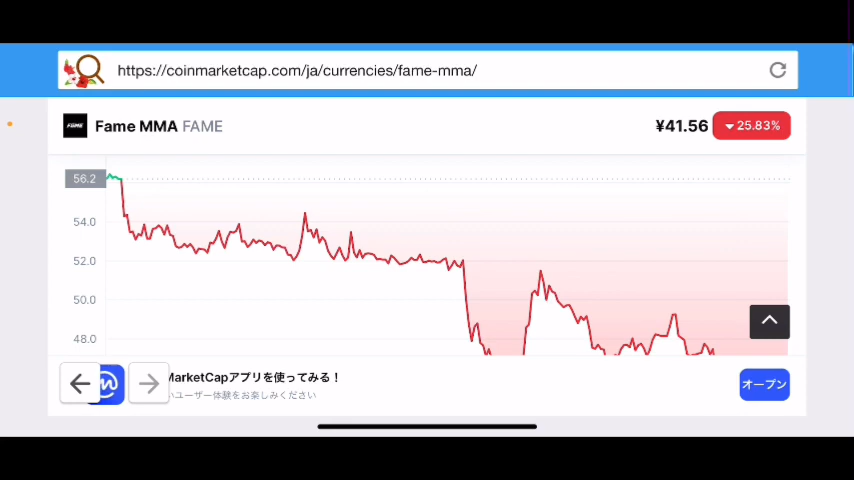 https://coinmarketcap.com/ja/currencies/fame-mma/
FAME
Fame MMA FAME
¥41.56
25.83%
56.2
54.0
52.0
50.0
48.0
MarketCapアプリを使ってみる！
いユーザー体験をお楽しみください
オープン